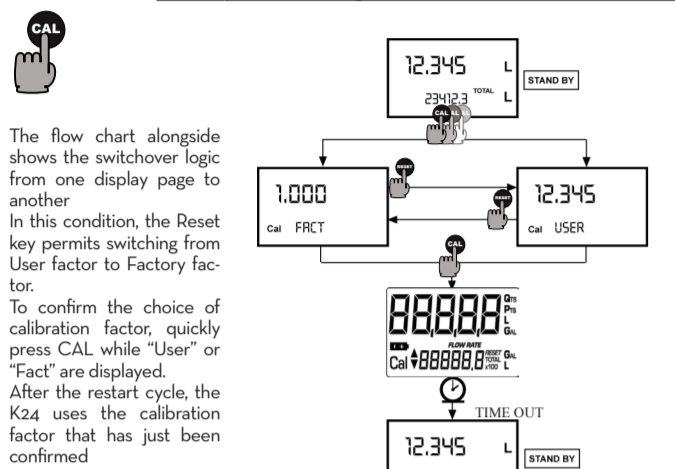 CAL
The flow chart alongside
shows the switchover logic
from one display page to
another
In this condition, the Reset
key permits switching from
User factor to Factory fac-
tor.
To confirm the choice of
calibration factor, quickly
press CAL while “User” or
“Fact” are displayed.
After the restart cycle, the
K24 uses the calibration
factor that has just been
confirmed
12.345 L
23412.3 TOTAL L
STAND BY
CAL
RESET
1.000
Cal FACT
RESET
12.345
Cal USER
CAL
88888 QTS
PTS
L
GAL
FLOW RATE
Cal 88888,8 RESET GAL
TOTAL L
x100
TIME OUT
12.345 L
STAND BY